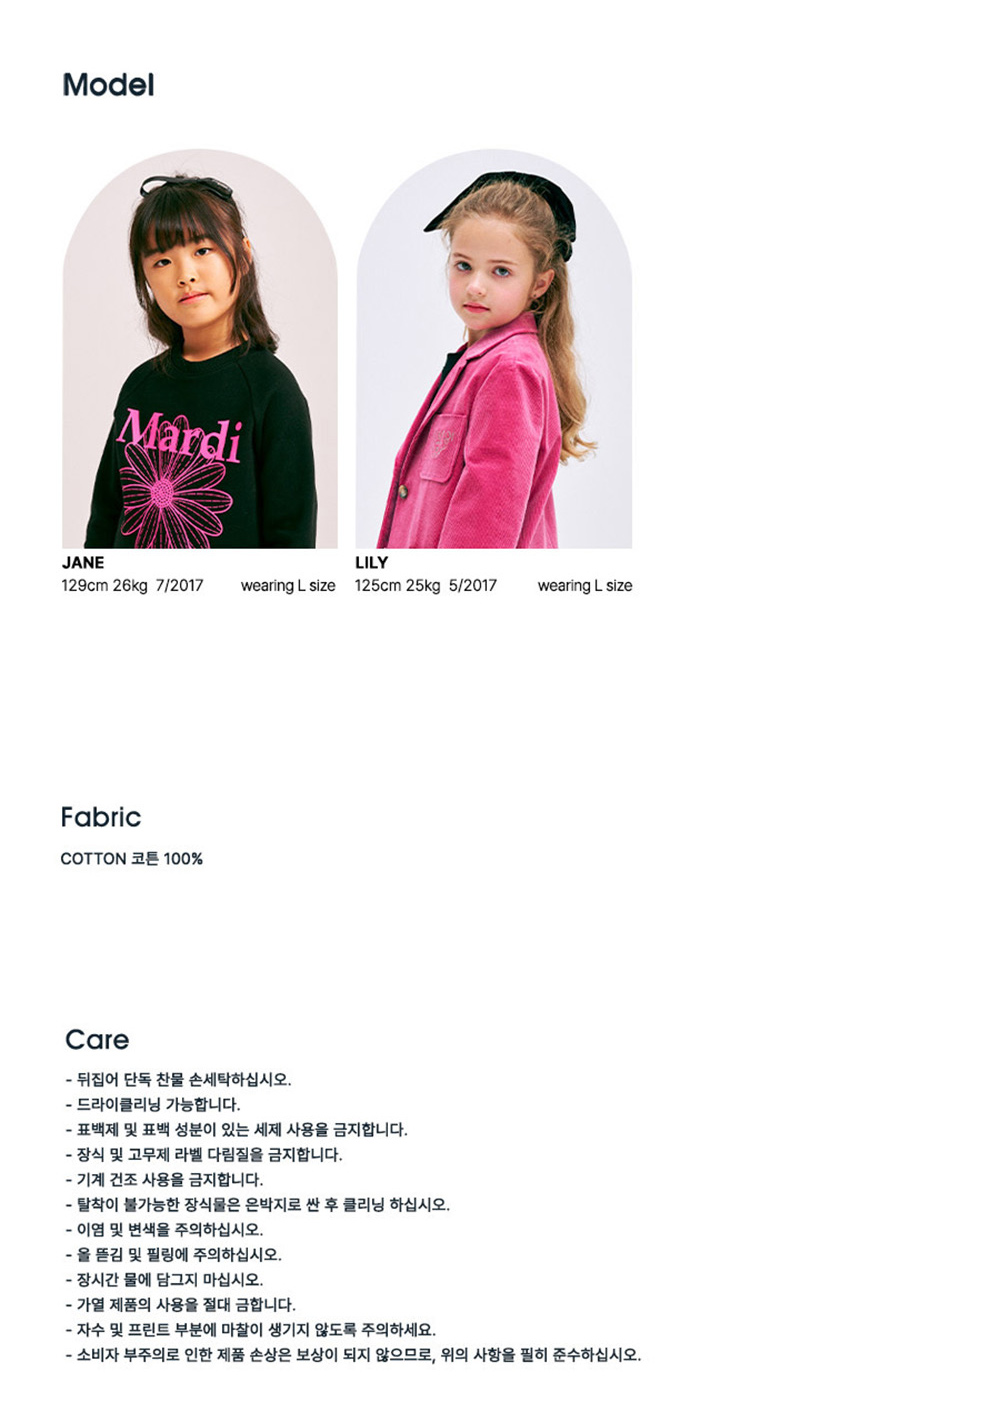 Model
Mardi
JANE
129cm 26kg 7/2017 wearing L size
LILY
125cm 25kg 5/2017 wearing L size
Fabric
COTTON 코튼 100%
Care
- 뒤집어 단독 찬물 손세탁하십시오.
- 드라이클리닝 가능합니다.
- 표백제 및 표백 성분이 있는 세제 사용을 금지합니다.
- 장식 및 고무제 라벨 다림질을 금지합니다.
- 기계 건조 사용을 금지합니다.
- 탈착이 불가능한 장식물은 은박지로 싼 후 클리닝 하십시오.
- 이염 및 변색을 주의하십시오.
- 올 뜯김 및 필링에 주의하십시오.
- 장시간 물에 담그지 마십시오.
- 가열 제품의 사용을 절대 금합니다.
- 자수 및 프린트 부분에 마찰이 생기지 않도록 주의하세요.
- 소비자 부주의로 인한 제품 손상은 보상이 되지 않으므로, 위의 사항을 필히 준수하십시오.